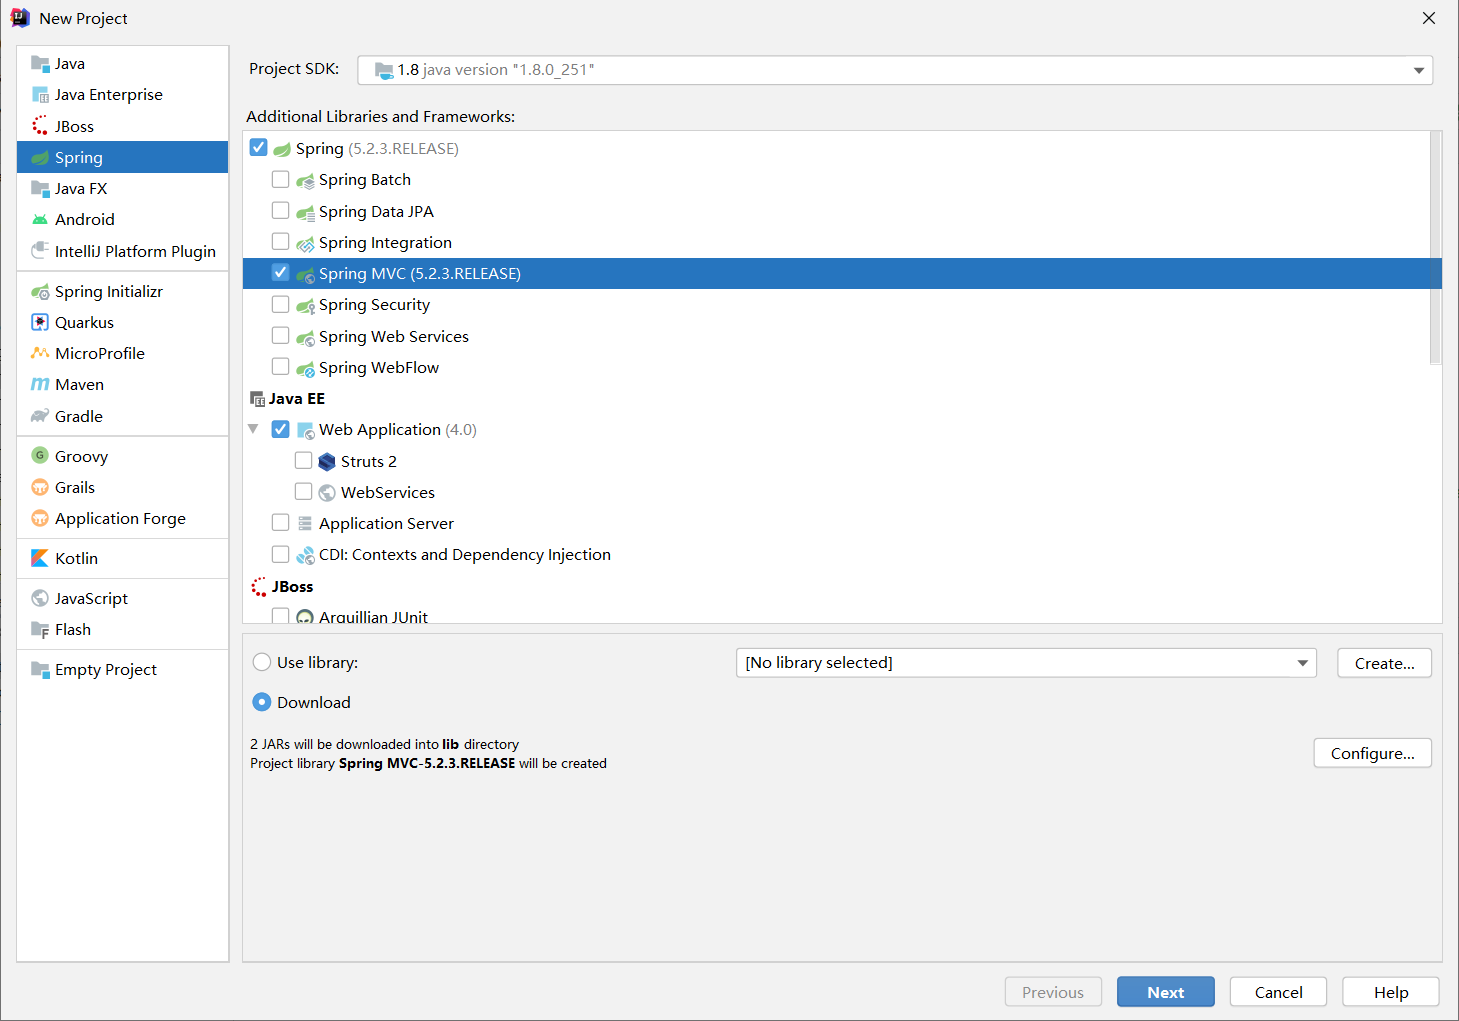 New Project
Java
Java Enterprise
JBoss
Spring
Java FX
Android
IntelliJ Platform Plugin
Spring Initializr
Quarkus
MicroProfile
Maven
Gradle
Groovy
Grails
Application Forge
Kotlin
JavaScript
Flash
Empty Project
Project SDK: 1.8 java version "1.8.0_251"
Additional Libraries and Frameworks:
Spring (5.2.3.RELEASE)
Spring Batch
Spring Data JPA
Spring Integration
Spring MVC (5.2.3.RELEASE)
Spring Security
Spring Web Services
Spring WebFlow
Java EE
Web Application (4.0)
Struts 2
WebServices
Application Server
CDI: Contexts and Dependency Injection
JBoss
Arquillian JUnit
Use library: [No library selected] Create...
Download
2 JARs will be downloaded into lib directory
Project library Spring MVC-5.2.3.RELEASE will be created
Configure...
Previous Next Cancel Help